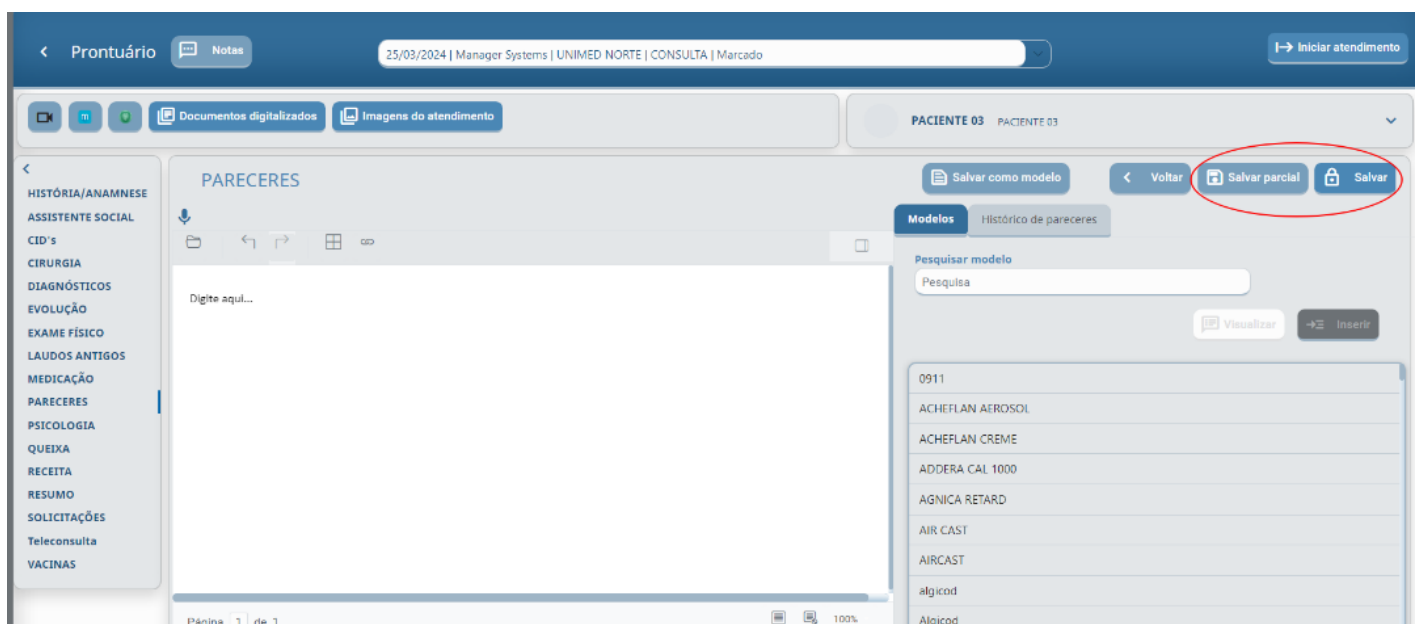 Prontuário
Notas
25/03/2024 | Manager Systems | UNIMED NORTE | CONSULTA | Marcado
Iniciar atendimento
m
Documentos digitalizados
Imagens do atendimento
PACIENTE 03 PACIENTE 03
HISTÓRIA/ANAMNESE
ASSISTENTE SOCIAL
CID's
CIRURGIA
DIAGNÓSTICOS
EVOLUÇÃO
EXAME FÍSICO
LAUDOS ANTIGOS
MEDICAÇÃO
PARECERES
PSICOLOGIA
QUEIXA
RECEITA
RESUMO
SOLICITAÇÕES
Teleconsulta
VACINAS
PARECERES
Digite aqui...
Página 1 de 1
100%
Salvar como modelo
Voltar
Salvar parcial
Salvar
Modelos
Histórico de pareceres
Pesquisar modelo
Pesquisa
Visualizar
Inserir
0911
ACHEFLAN AEROSOL
ACHEFLAN CREME
ADDERA CAL 1000
AGNICA RETARD
AIR CAST
AIRCAST
algicod
Algicod